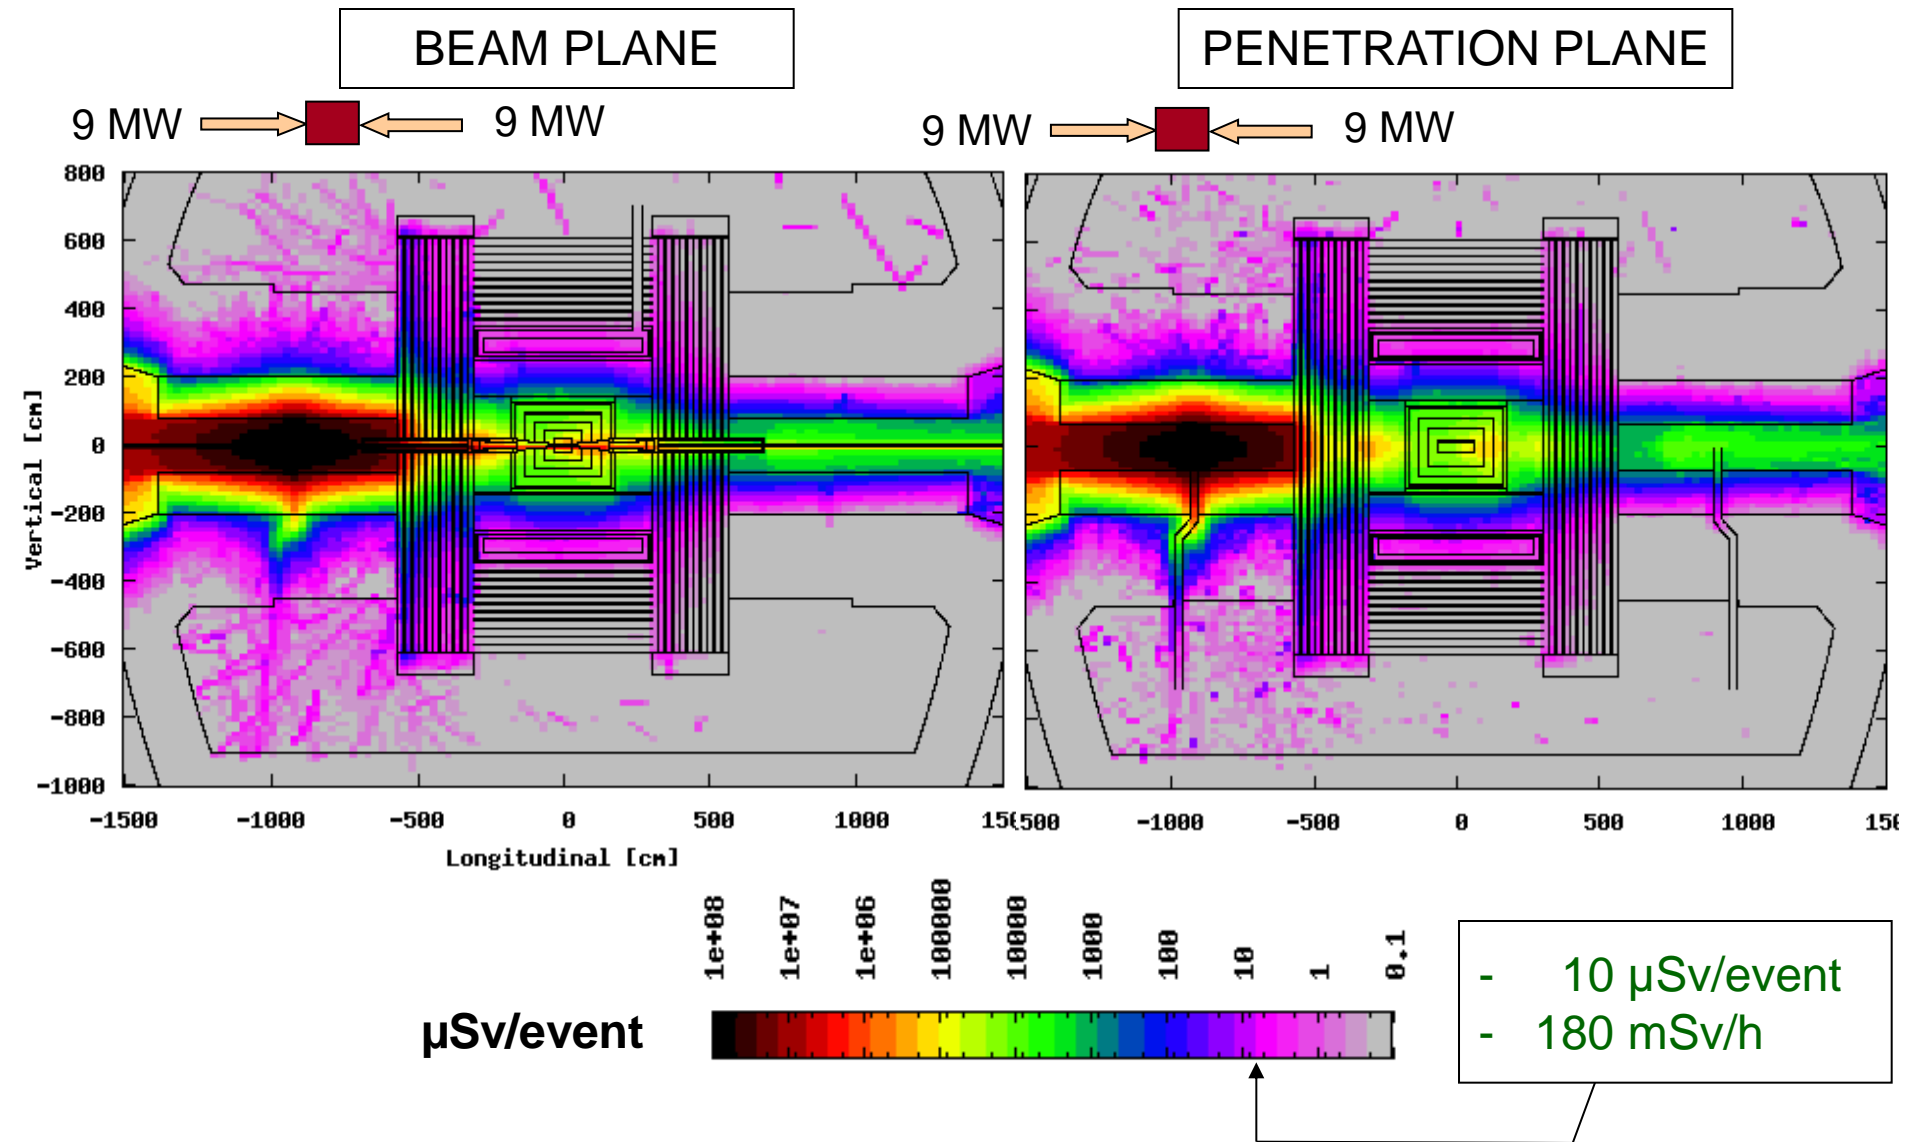 BEAM PLANE
PENETRATION PLANE
9 MW
9 MW
9 MW
9 MW
800
600
400
200
0
-200
-400
-600
-800
-1000
Vertical [cm]
-1500
-1000
-500
0
500
1000
Longitudinal [cm]
-1000
-500
0
500
1000
1e+08
1e+07
1e+06
100000
10000
1000
100
10
1
0.1
µSv/event
- 10 µSv/event
- 180 mSv/h